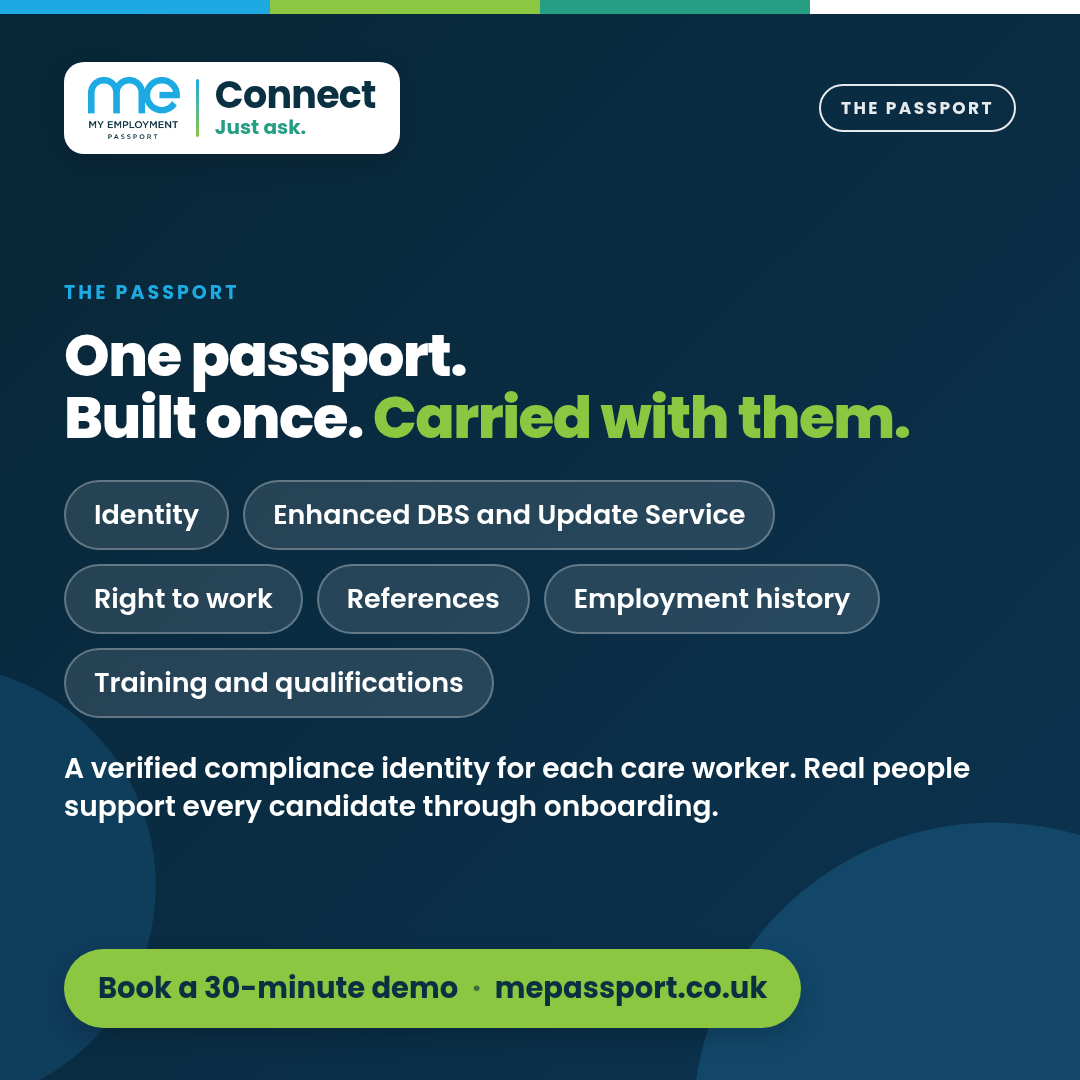 me
MY EMPLOYMENT
PASSPORT
Connect
Just ask.
THE PASSPORT
THE PASSPORT
One passport.
Built once. Carried with them.
Identity
Enhanced DBS and Update Service
Right to work
References
Employment history
Training and qualifications
A verified compliance identity for each care worker. Real people
support every candidate through onboarding.
Book a 30-minute demo · mepassport.co.uk